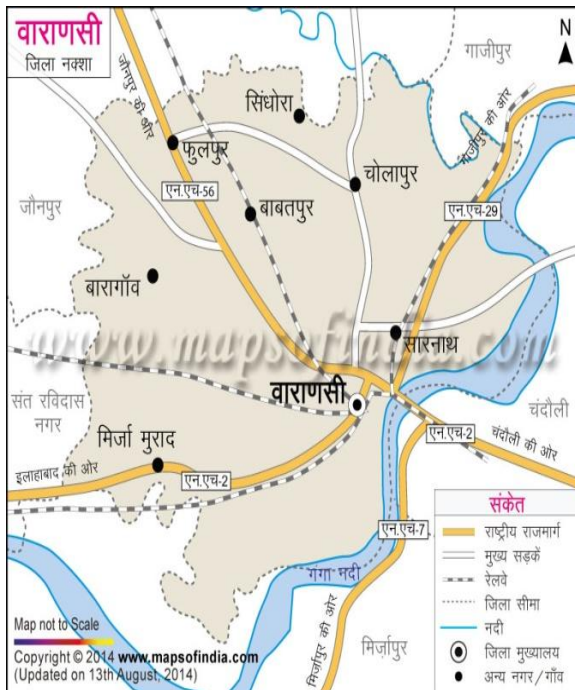 वाराणसी
जिला नक्शा
N
जौनपुर की ओर
गाजीपुर
सिंधोरा
गाजीपुर की ओर
फुलपुर
चोलापुर
एन.एच-56
एन.एच-29
जौनपुर
बाबतपुर
बारागॉव
www.mapsofindia.com
सारनाथ
वाराणसी
संत रविदास
नगर
चंदौली
मिर्जा मुराद
एन.एच-2
चंदौली की ओर
इलाहाबाद की ओर
एन.एच-2
एन.एच-7
गंगा नदी
मिर्ज़ापुर की ओर
मिर्ज़ापुर
संकेत
राष्ट्रीय राजमार्ग
मुख्य सड़कें
रेलवे
जिला सीमा
नदी
जिला मुख्यालय
अन्य नगर/गाँव
Map not to Scale
Copyright © 2014 www.mapsofindia.com
(Updated on 13th August, 2014)